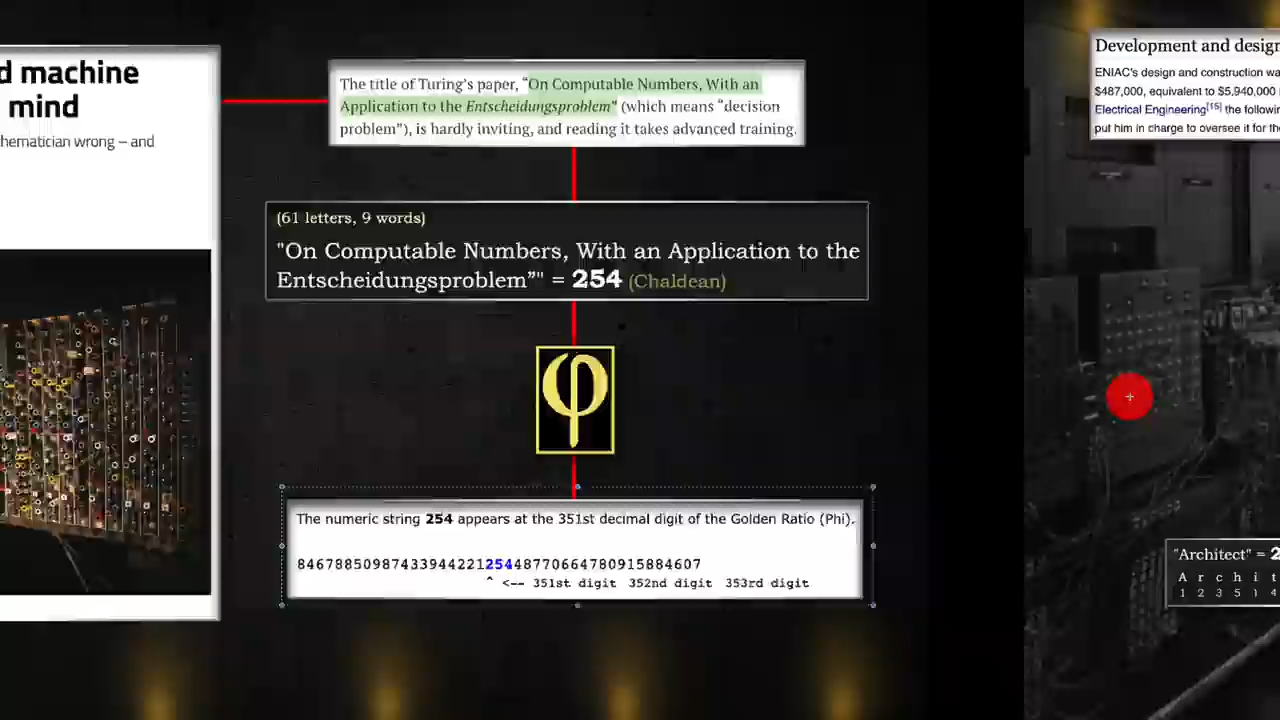 d machine
mind
hematician wrong – and
The title of Turing's paper, “On Computable Numbers, With an
Application to the Entscheidungsproblem” (which means “decision
problem”), is hardly inviting, and reading it takes advanced training.
(61 letters, 9 words)
"On Computable Numbers, With an Application to the
Entscheidungsproblem”" = 254 (Chaldean)
φ
The numeric string 254 appears at the 351st decimal digit of the Golden Ratio (Phi).
8467885098743394422125448770664780915884607
^ <-- 351st digit 352nd digit 353rd digit
Development and design
ENIAC's design and construction wa
$487,000, equivalent to $5,940,000
Electrical Engineering[15] the followin
put him in charge to oversee it for the
"Architect" = 2
A r c h i t
1 2 3 5 1 4